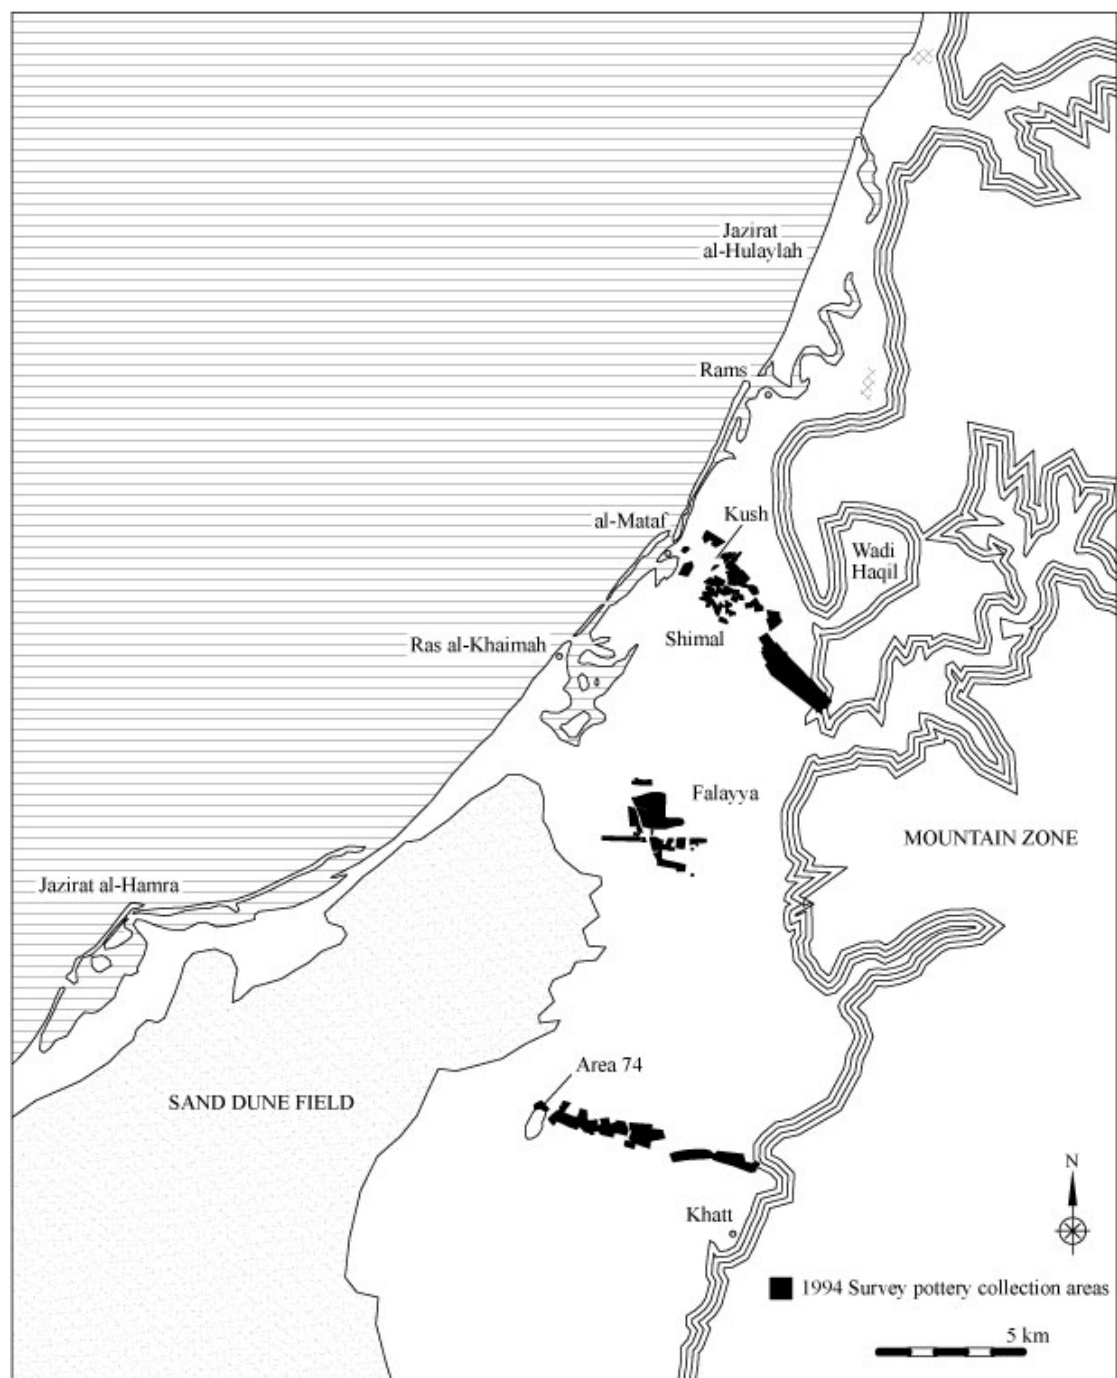 Jazirat
al-Hulaylah
Rams
al-Mataf
Kush
Wadi
Haqil
Ras al-Khaimah
Shimal
Falayya
MOUNTAIN ZONE
Jazirat al-Hamra
Area 74
SAND DUNE FIELD
N
Khatt
1994 Survey pottery collection areas
5 km